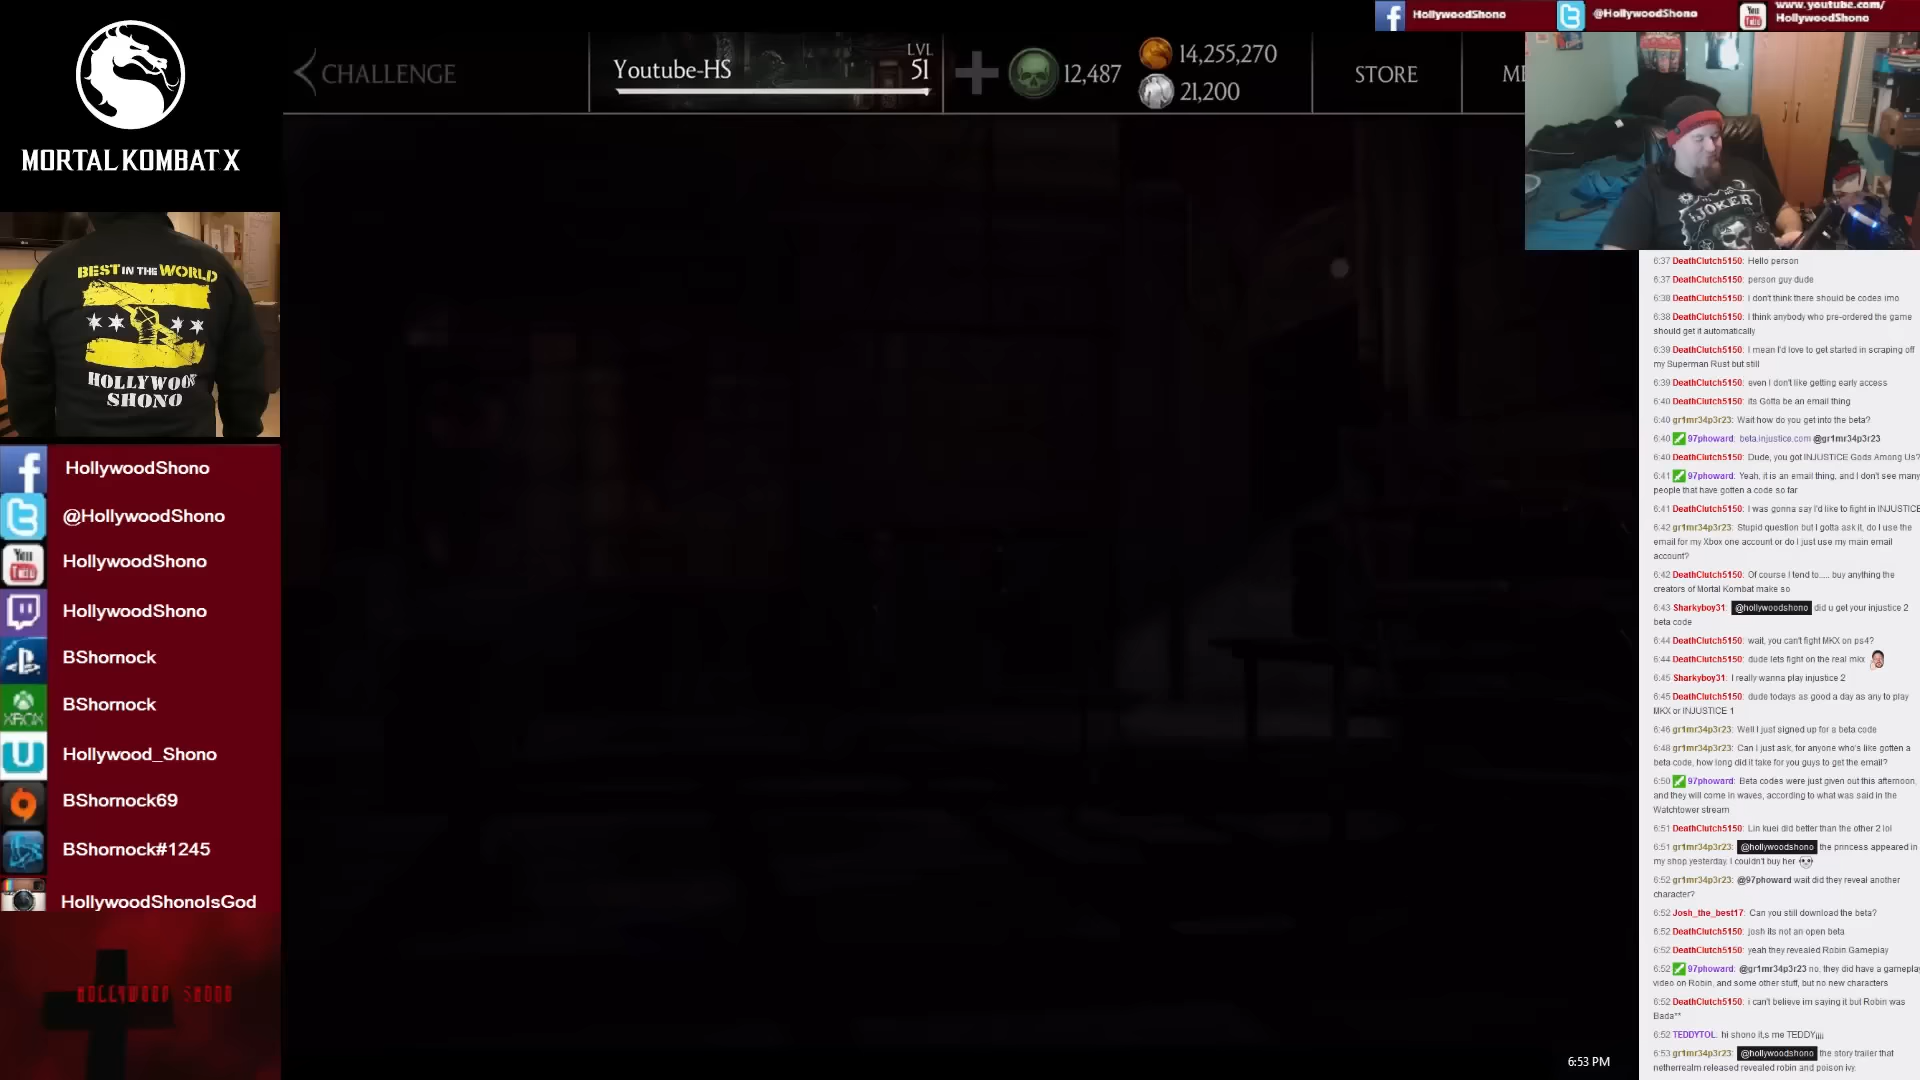 MORTAL KOMBAT X
BEST IN THE WORLD
HOLLYWOOD
SHONO
HollywoodShono
@HollywoodShono
You
HollywoodShono
HollywoodShono
BShornock
XBOX
BShornock
Hollywood_Shono
BShornock69
BShornock#1245
HollywoodShonoIsGod
HOLLYWOOD SHONO
CHALLENGE
Youtube-HS
LVL
51
12,487
14,255,270
21,200
STORE
ME
HollywoodShono
@HollywoodShono
You
www.youtube.com/
HollywoodShono
JOKER
6:37 DeathClutch5150: Hello person
6:37 DeathClutch5150: person guy dude
6:38 DeathClutch5150: i don't think there should be codes imo
6:38 DeathClutch5150: I think anybody who pre-ordered the game
should get it automatically
6:39 DeathClutch5150: I mean I'd love to get started in scraping off
my Superman Rust but still
6:39 DeathClutch5150: even I don't like getting early access
6:40 DeathClutch5150: its Gotta be an email thing
6:40 gr1mr34p3r23: Wait how do you get into the beta?
6:40 97phoward: beta.injustice.com @gr1mr34p3r23
6:40 DeathClutch5150: Dude, you got INJUSTICE Gods Among Us?
6:41 97phoward: Yeah, it is an email thing, and I don't see many
people that have gotten a code so far
6:41 DeathClutch5150: I was gonna say I'd like to fight in INJUSTICE
6:42 gr1mr34p3r23: Stupid question but I gotta ask it, do I use the
email for my Xbox one account or do I just use my main email
account?
6:42 DeathClutch5150: Of course I tend to..... buy anything the
creators of Mortal Kombat make so
6:43 Sharkyboy31: @hollywoodshono did u get your injustice 2
beta code
6:44 DeathClutch5150: wait, you can't fight MKX on ps4?
6:44 DeathClutch5150: dude lets fight on the real mkx
6:45 Sharkyboy31: I really wanna play injustice 2
6:45 DeathClutch5150: dude todays as good a day as any to play
MKX or INJUSTICE 1
6:46 gr1mr34p3r23: Well I just signed up for a beta code
6:48 gr1mr34p3r23: Can I just ask, for anyone who's like gotten a
beta code, how long did it take for you guys to get the email?
6:50 97phoward: Beta codes were just given out this afternoon,
and they will come in waves, according to what was said in the
Watchtower stream
6:51 DeathClutch5150: Lin kuei did better than the other 2 lol
6:51 gr1mr34p3r23: @hollywoodshono the princess appeared in
my shop yesterday. I couldn't buy her
6:52 gr1mr34p3r23: @97phoward wait did they reveal another
character?
6:52 Josh_the_best17: Can you still download the beta?
6:52 DeathClutch5150: josh its not an open beta
6:52 DeathClutch5150: yeah they revealed Robin Gameplay
6:52 97phoward: @gr1mr34p3r23 no, they did have a gameplay
video on Robin, and some other stuff, but no new characters
6:52 DeathClutch5150: i can't believe im saying it but Robin was
Bada**
6:52 TEDDYTOL: hi shono it,s me TEDDY¡¡¡¡
6:53 gr1mr34p3r23: @hollywoodshono the story trailer that
netherrealm released revealed robin and poison ivy.
6:53 PM